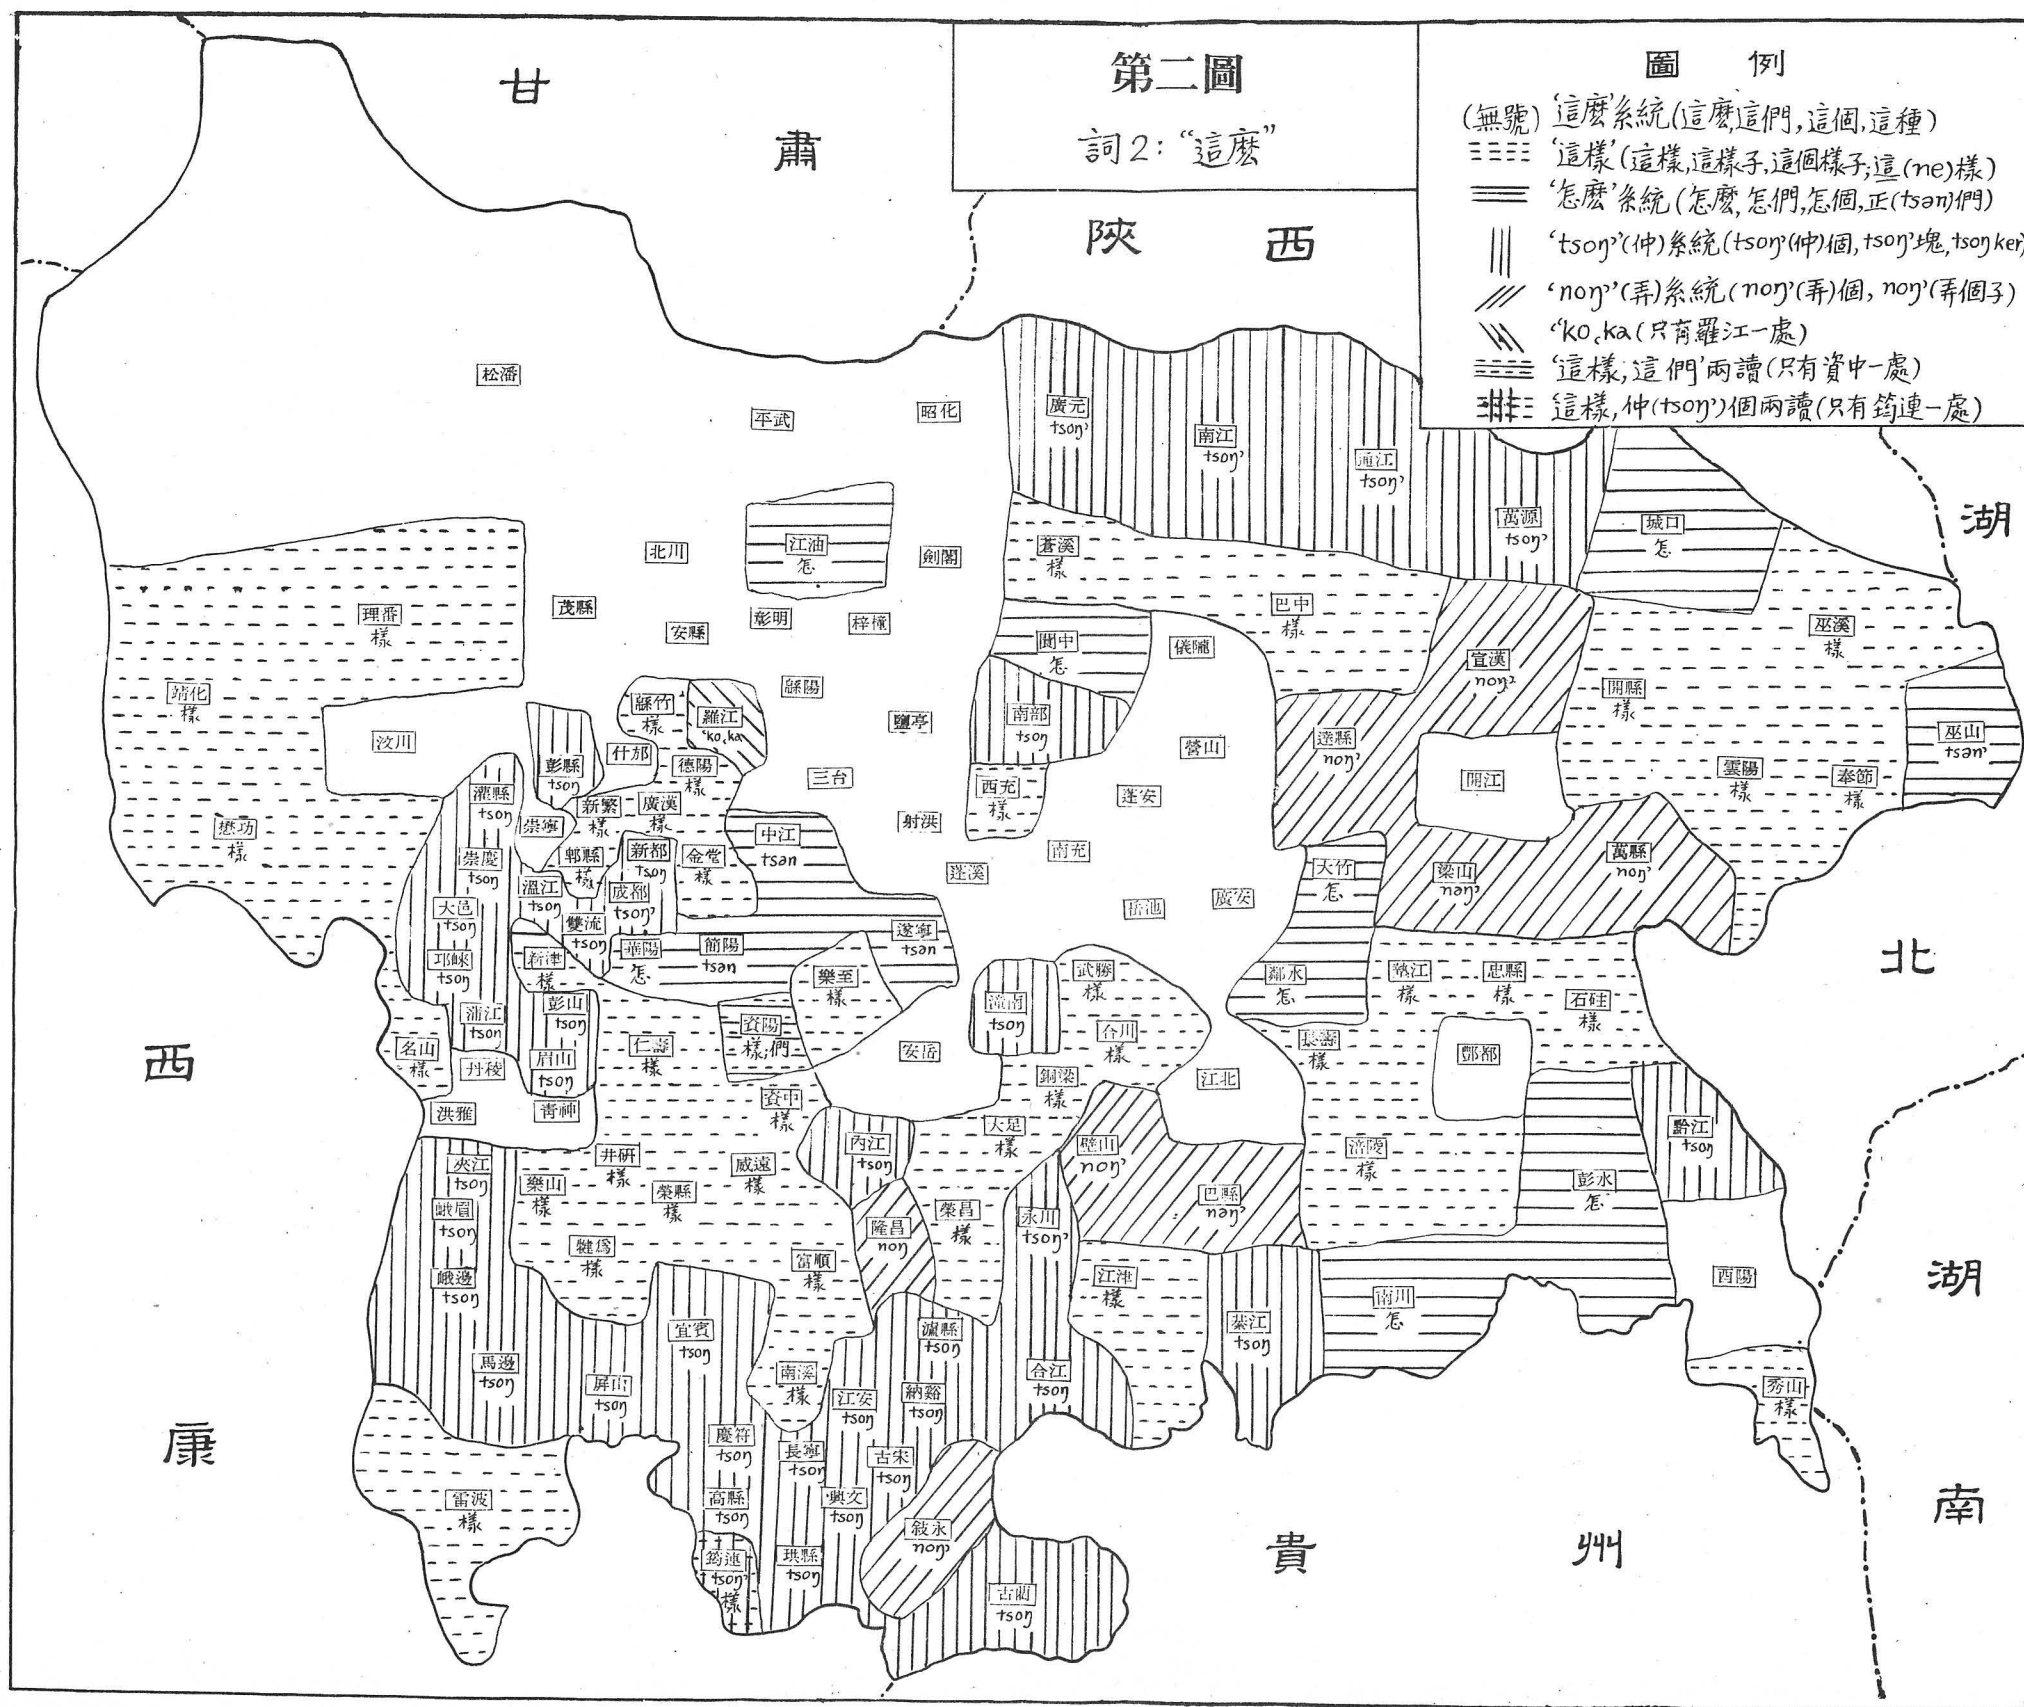 第二圖
詞2：“這麼”
圖 例
(無號) ‘這麼’系統(這麼,這們,這個,這種)
‘這樣’(這樣,這樣子,這個樣子;這(ne)樣)
‘怎麼’系統(怎麼,怎們,怎個,正(tsən)們)
‘tsoŋ’’(仲)系統(tsoŋ’(仲)個,tsoŋ’塊,tsoŋ ker)
‘noŋ’’(弄)系統(noŋ’(弄)個, noŋ’(弄個子)
‘ko,ka(只有羅江一處)
‘這樣;這們’兩讀(只有資中一處)
這樣,仲(tsoŋ’)個兩讀(只有筠連一處)
甘
肅
陝 西
湖
北
湖
南
貴 州
西
康
松潘
平武
昭化
廣元
tsoŋ’
南江
tsoŋ’
通江
tsoŋ’
萬源
tsoŋ’
城口
怎
北川
江油
怎
劍閣
蒼溪
樣
巴中
樣
理番
樣
茂縣
安縣
彰明
梓橦
閬中
怎
儀隴
宣漢
noŋ’
巫溪
樣
靖化
樣
汶川
緜竹
樣
羅江
‘ko,ka
緜陽
鹽亭
南部
tsoŋ
營山
達縣
noŋ’
開縣
樣
巫山
tsən’
彭縣
tsoŋ
什邡
德陽
樣
三台
西充
樣
蓬安
開江
雲陽
樣
奉節
樣
灌縣
tsoŋ
新繁
樣
廣漢
樣
懋功
樣
崇寧
中江
tsən
射洪
南充
崇慶
tsoŋ
郫縣
樣
新都
tsoŋ
金堂
樣
蓬溪
大竹
怎
梁山
nəŋ’
萬縣
noŋ’
溫江
tsoŋ
成都
tsoŋ’
大邑
tsoŋ
雙流
tsoŋ
岳池
廣安
邛崍
tsoŋ
新津
樣
華陽
怎
簡陽
tsən
遂寧
tsən
樂至
樣
武勝
樣
鄰水
怎
墊江
樣
忠縣
樣
石砫
樣
蒲江
tsoŋ
彭山
tsoŋ
潼南
tsoŋ
名山
樣
丹稜
眉山
tsoŋ
仁壽
樣
資陽
樣;們
安岳
合川
樣
長壽
樣
酆都
洪雅
青神
資中
樣
銅梁
樣
江北
內江
tsoŋ
大足
樣
璧山
noŋ’
涪陵
樣
黔江
tsoŋ
夾江
tsoŋ
樂山
樣
井研
樣
威遠
樣
榮縣
樣
彭水
怎
峨眉
tsoŋ
隆昌
noŋ
榮昌
樣
永川
tsoŋ’
巴縣
nəŋ’
犍為
樣
富順
樣
峨邊
tsoŋ
江津
樣
酉陽
宜賓
tsoŋ
瀘縣
tsoŋ
綦江
tsoŋ
南川
怎
馬邊
tsoŋ
屏山
tsoŋ
南溪
樣
江安
tsoŋ
納谿
tsoŋ
合江
tsoŋ
秀山
樣
慶符
tsoŋ
長寧
tsoŋ
古宋
tsoŋ
雷波
樣
高縣
tsoŋ
興文
tsoŋ
敍永
noŋ’
筠連
tsoŋ’
樣
珙縣
tsoŋ
古藺
tsoŋ